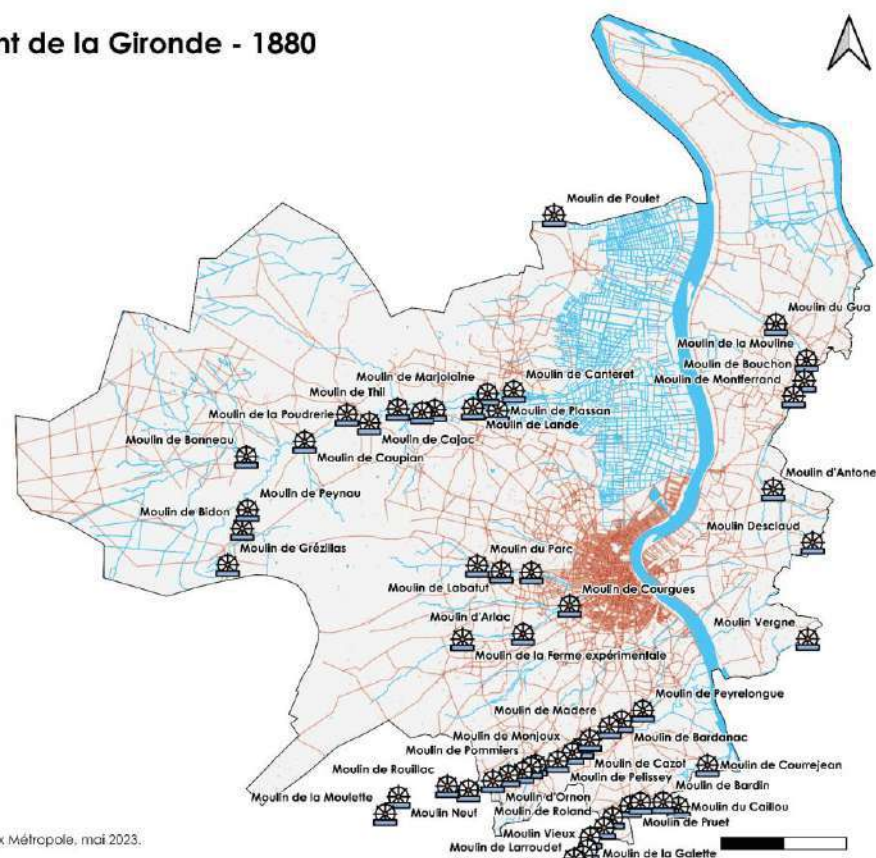 nt de la Gironde - 1880
Moulin de Poulet
Moulin du Gua
Moulin de la Mouline
Moulin de Bouchon
Moulin de Montferrand
Moulin de Marjolaine
Moulin de Canteret
Moulin de Thil
Moulin de la Poudrerie
Moulin de Plassan
Moulin de Lande
Moulin de Cajac
Moulin de Bonneau
Moulin de Caupian
Moulin d'Antone
Moulin de Peynau
Moulin de Bidon
Moulin Desclaud
Moulin de Grézillas
Moulin du Parc
Moulin de Labatut
Moulin de Courgues
Moulin d'Arlac
Moulin Vergne
Moulin de la Ferme expérimentale
Moulin de Peyrelongue
Moulin de Madere
Moulin de Monjoux
Moulin de Bardanac
Moulin de Pommiers
Moulin de Cazot
Moulin de Courrejean
Moulin de Rouillac
Moulin de Pelissey
Moulin de Bardin
Moulin de la Moulette
Moulin d'Ornon
Moulin du Caillou
Moulin Neuf
Moulin de Roland
Moulin de Pruet
Moulin Vieux
Moulin de Larroudet
Moulin de la Galette
x Métropole, mai 2023.